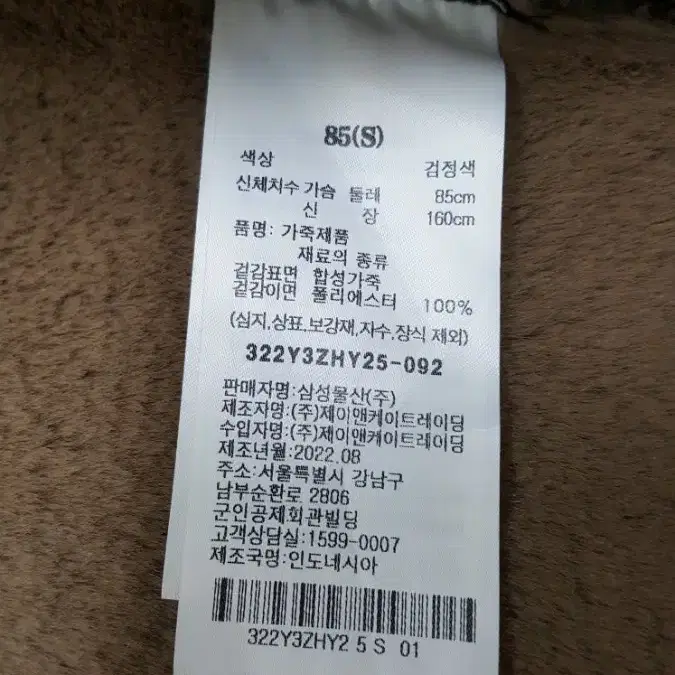 85(S)
색상 검정색
신체치수 가슴 둘레 85cm
신 장 160cm
품명: 가죽제품
재료의 종류
겉감표면 합성가죽
겉감이면 폴리에스터 100%
(심지,상표,보강재,자수,장식 제외)
322Y3ZHY25-092
판매자명:삼성물산(주)
제조자명:(주)제이앤케이트레이딩
수입자명:(주)제이앤케이트레이딩
제조년월:2022.08
주소:서울특별시 강남구
남부순환로 2806
군인공제회관빌딩
고객상담실:1599-0007
제조국명:인도네시아
322Y3ZHY2 5 S 01